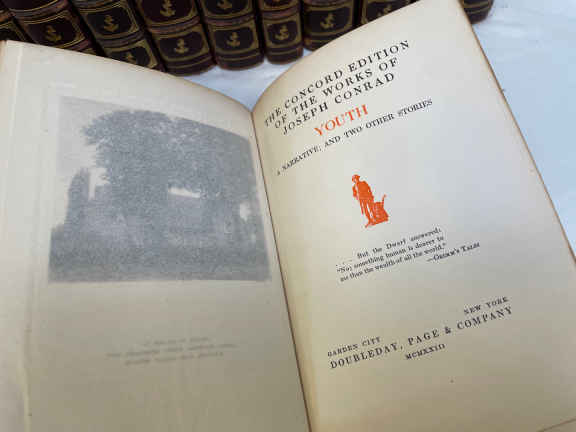 THE CONCORD EDITION
OF THE WORKS OF
JOSEPH CONRAD
YOUTH
A NARRATIVE; AND TWO OTHER STORIES
. . . . But the Dwarf answered:
"No; something human is dearer to
me than the wealth of all the world."
—GRIMM'S TALES
GARDEN CITY NEW YORK
DOUBLEDAY, PAGE & COMPANY
MCMXXIII